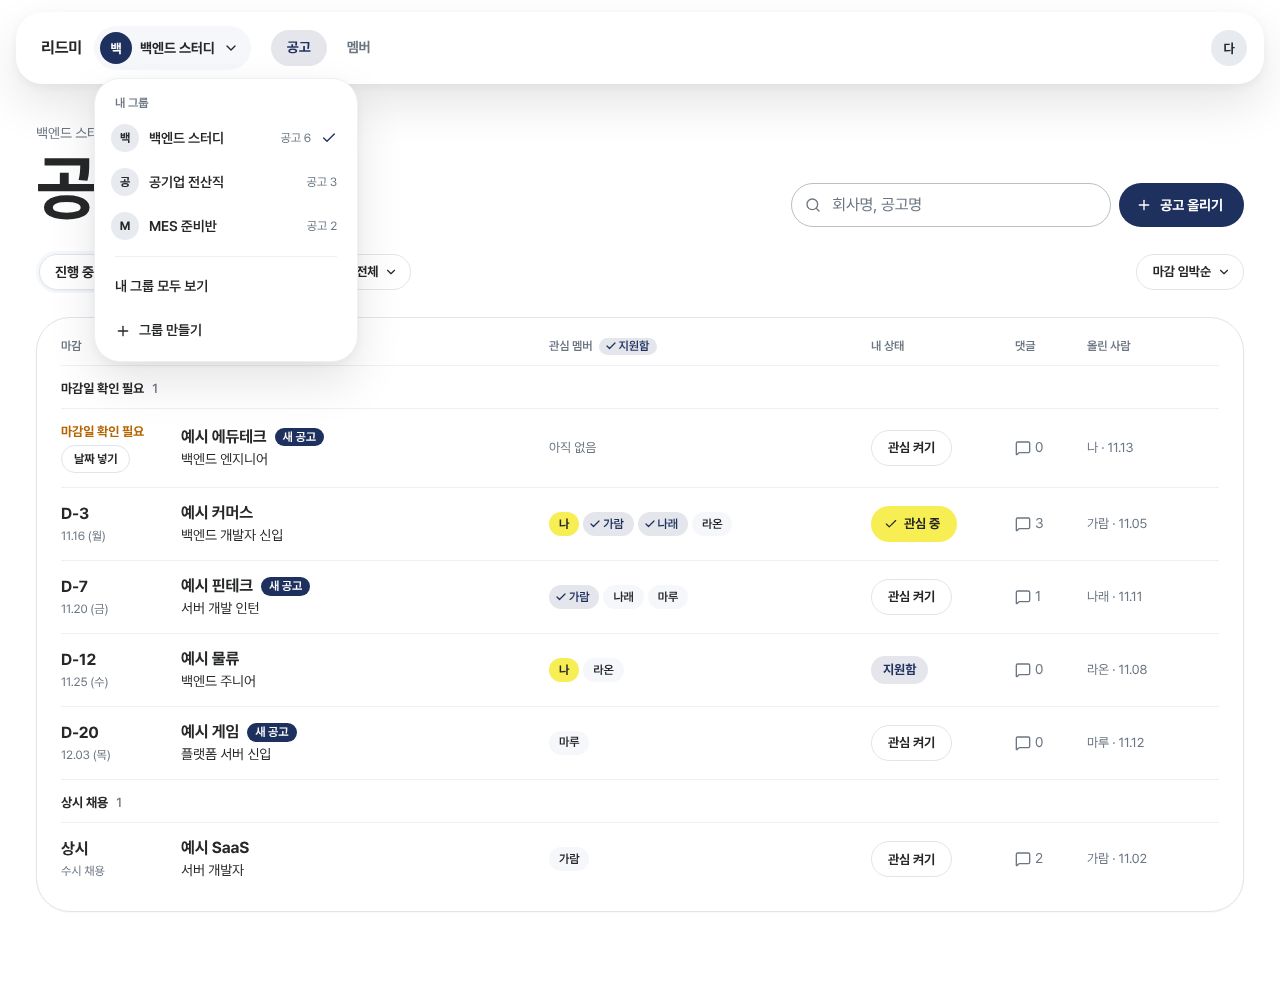 리드미 백 백엔드 스터디 공고 멤버 다
내 그룹
백 백엔드 스터디 공고 6
공 공기업 전산직 공고 3
M MES 준비반 공고 2
내 그룹 모두 보기
그룹 만들기
백엔드 스터
공
회사명, 공고명 공고 올리기
진행 중 전체 마감 임박순
마감 관심 멤버 지원함 내 상태 댓글 올린 사람
마감일 확인 필요 1
마감일 확인 필요 예시 에듀테크 새 공고
날짜 넣기 백엔드 엔지니어 아직 없음 관심 켜기 0 나 · 11.13
D-3 예시 커머스
11.16 (월) 백엔드 개발자 신입 나 가람 나래 라온 관심 중 3 가람 · 11.05
D-7 예시 핀테크 새 공고
11.20 (금) 서버 개발 인턴 가람 나래 마루 관심 켜기 1 나래 · 11.11
D-12 예시 물류
11.25 (수) 백엔드 주니어 나 라온 지원함 0 라온 · 11.08
D-20 예시 게임 새 공고
12.03 (목) 플랫폼 서버 신입 마루 관심 켜기 0 마루 · 11.12
상시 채용 1
상시 예시 SaaS
수시 채용 서버 개발자 가람 관심 켜기 2 가람 · 11.02